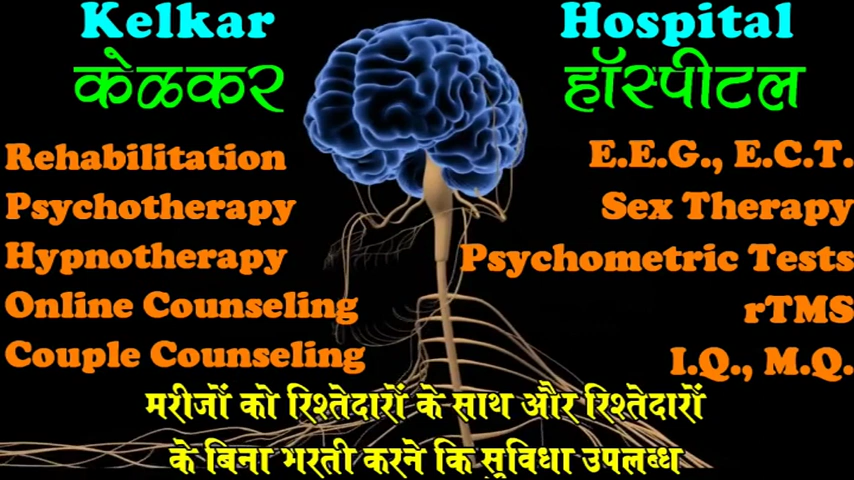 Kelkar Hospital
केळकर हॉस्पीटल
Rehabilitation
Psychotherapy
Hypnotherapy
Online Counseling
Couple Counseling
E.E.G., E.C.T.
Sex Therapy
Psychometric Tests
rTMS
I.Q., M.Q.
मरीजों को रिश्तेदारों के साथ और रिश्तेदारों
के बिना भरती करने कि सुविधा उपलब्ध